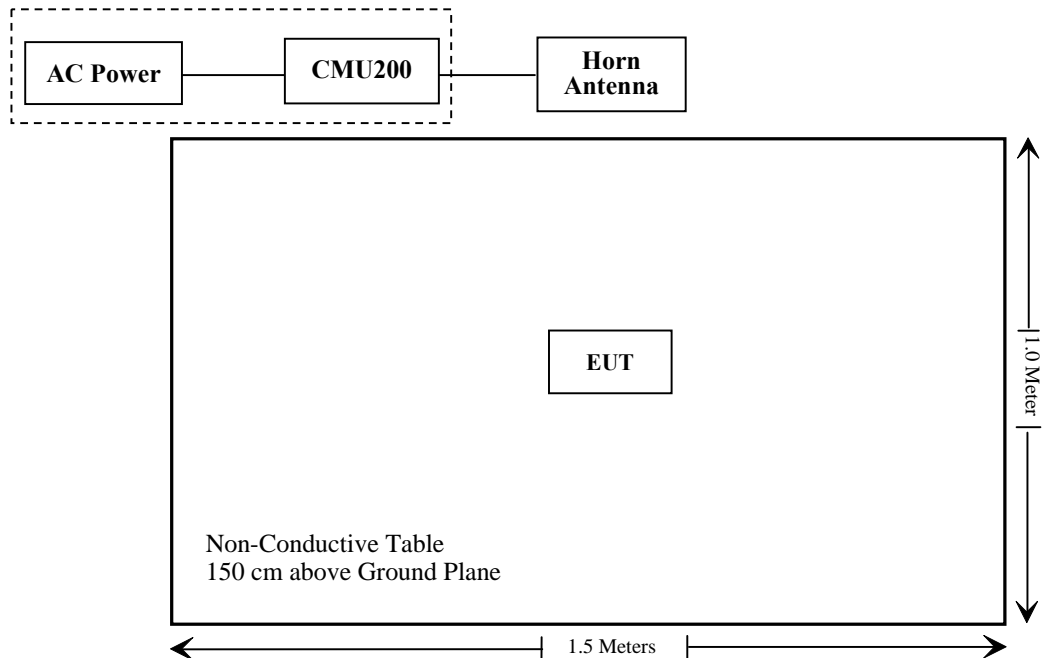 AC Power
CMU200
Horn
Antenna
EUT
1.0 Meter
Non-Conductive Table
150 cm above Ground Plane
1.5 Meters